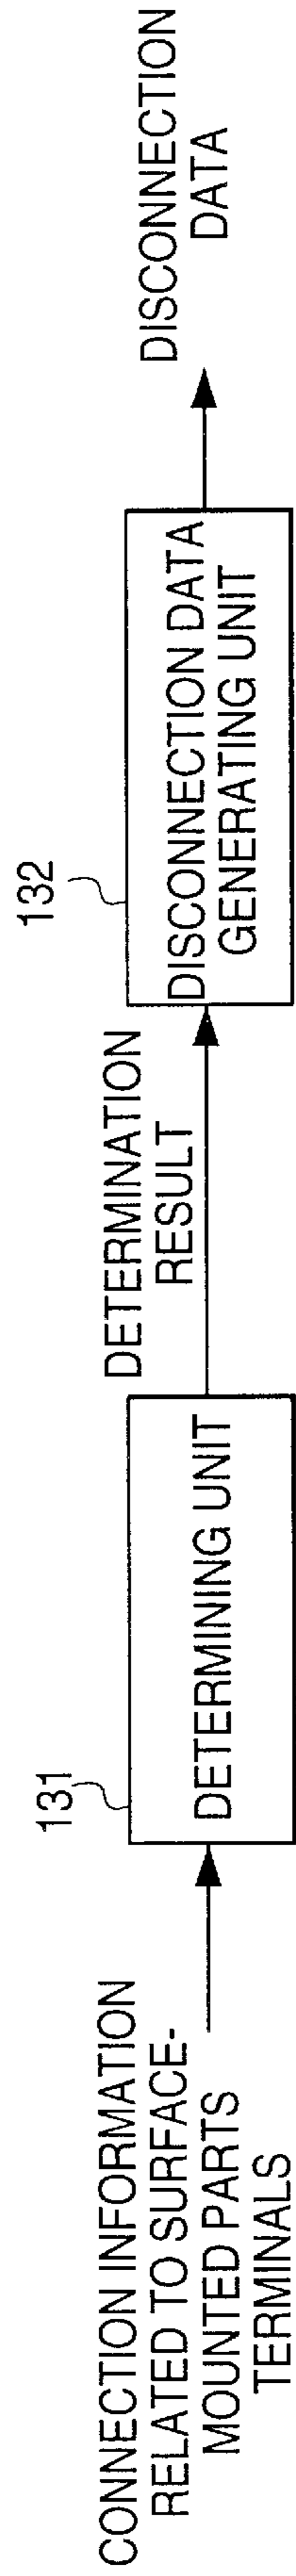 CONNECTION INFORMATION
RELATED TO SURFACE-
MOUNTED PARTS
TERMINALS
131
DETERMINING UNIT
DETERMINATION
RESULT
132
DISCONNECTION DATA
GENERATING UNIT
DISCONNECTION
DATA